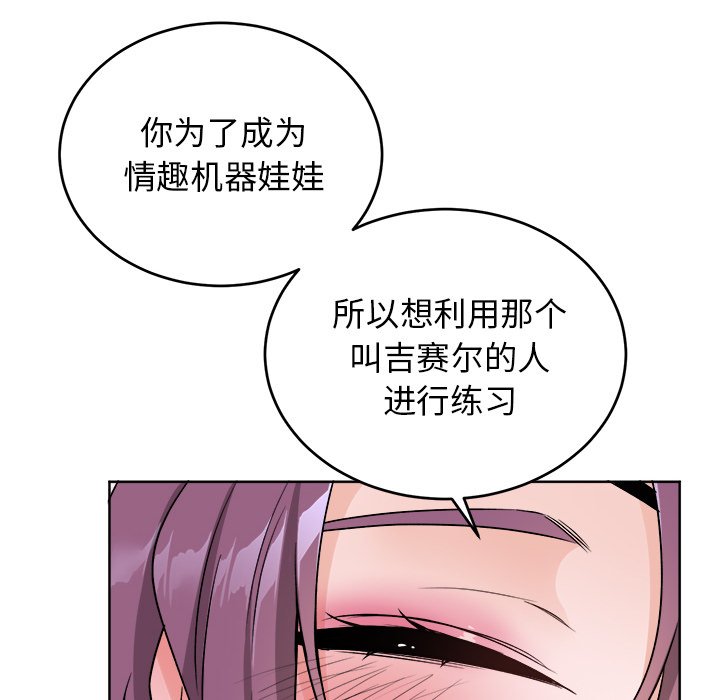 你为了成为
情趣机器娃娃
所以想利用那个
叫吉赛尔的人
进行练习